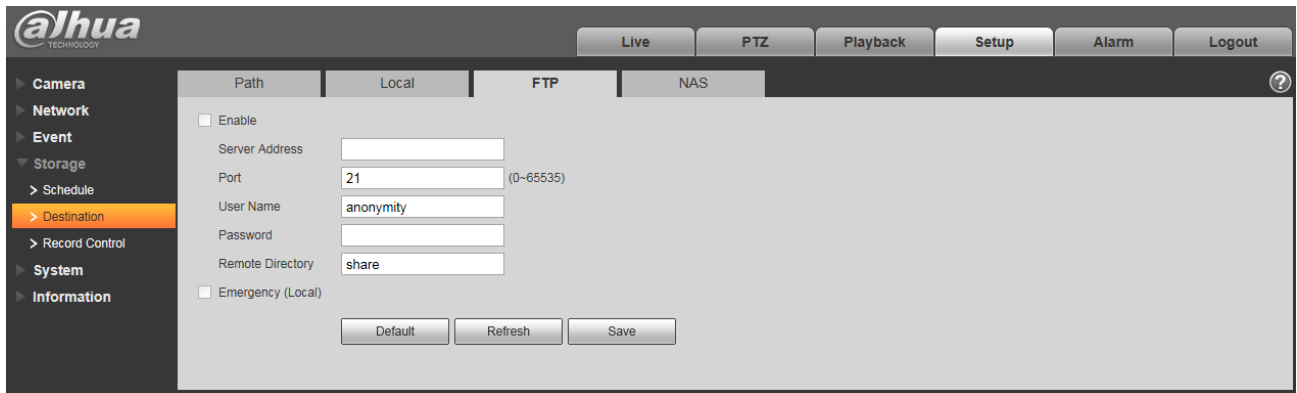 alhua
TECHNOLOGY
Live PTZ Playback Setup Alarm Logout
Camera
Network
Event
Storage
> Schedule
> Destination
> Record Control
System
Information
Path Local FTP NAS ?
Enable
Server Address
Port 21 (0~65535)
User Name anonymity
Password
Remote Directory share
Emergency (Local)
Default Refresh Save